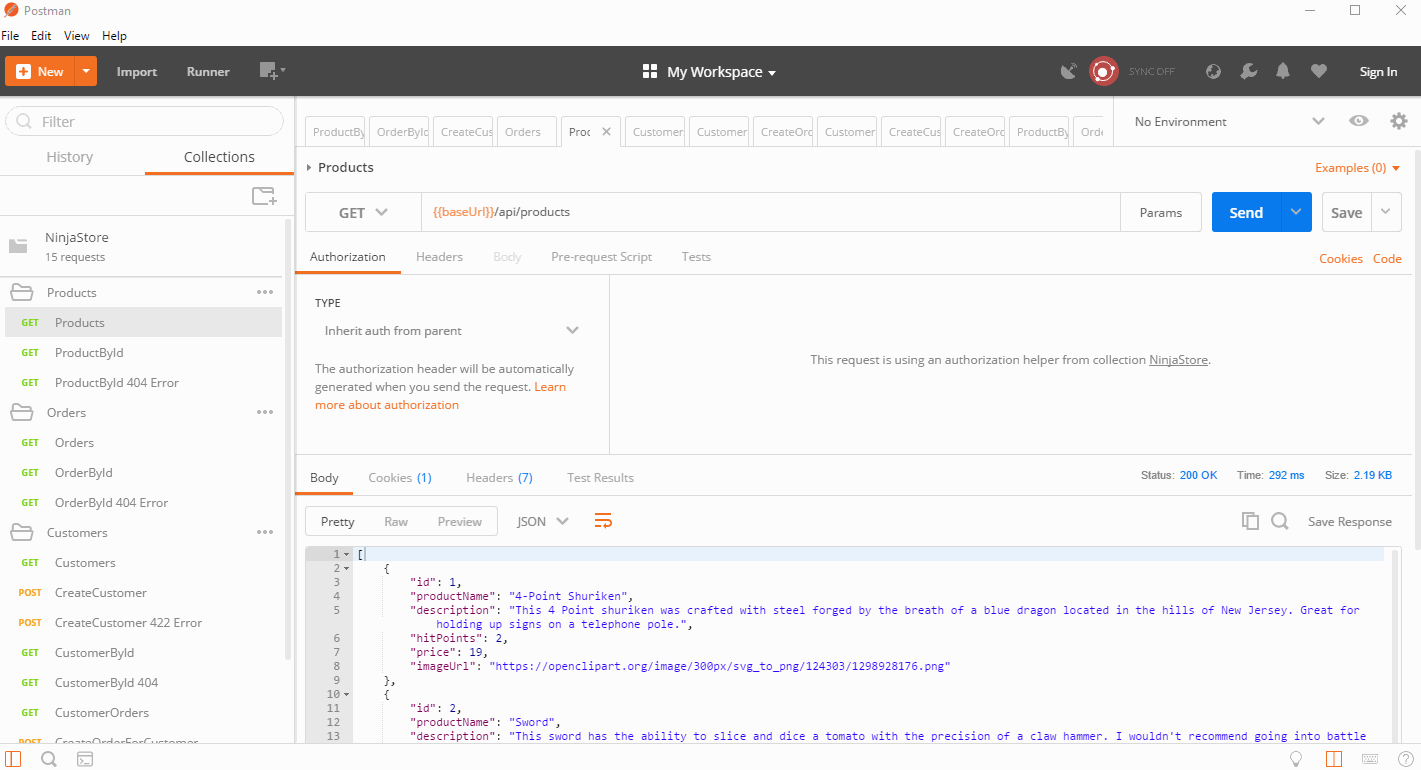 Postman
File Edit View Help
New Import Runner My Workspace SYNC OFF Sign In
Filter
History Collections
NinjaStore
15 requests
Products
GET Products
GET ProductById
GET ProductById 404 Error
Orders
GET Orders
GET OrderById
GET OrderById 404 Error
Customers
GET Customers
POST CreateCustomer
POST CreateCustomer 422 Error
GET CustomerById
GET CustomerById 404
GET CustomerOrders
POST CreateOrderForCustomer
ProductBy OrderById CreateCus Orders Proc Customer Customer CreateOrd Customer CreateCus CreateOrd ProductBy Orde
No Environment
Products
Examples (0)
GET {{baseUrl}}/api/products Params Send Save
Authorization Headers Body Pre-request Script Tests Cookies Code
TYPE
Inherit auth from parent
The authorization header will be automatically
generated when you send the request. Learn
more about authorization
This request is using an authorization helper from collection NinjaStore.
Body Cookies (1) Headers (7) Test Results Status: 200 OK Time: 292 ms Size: 2.19 KB
Pretty Raw Preview JSON Save Response
1 [
2 {
3 "id": 1,
4 "productName": "4-Point Shuriken",
5 "description": "This 4 Point shuriken was crafted with steel forged by the breath of a blue dragon located in the hills of New Jersey. Great for
holding up signs on a telephone pole.",
6 "hitPoints": 2,
7 "price": 19,
8 "imageUrl": "https://openclipart.org/image/300px/svg_to_png/124303/1298928176.png"
9 },
10 {
11 "id": 2,
12 "productName": "Sword",
13 "description": "This sword has the ability to slice and dice a tomato with the precision of a claw hammer. I wouldn't recommend going into battle